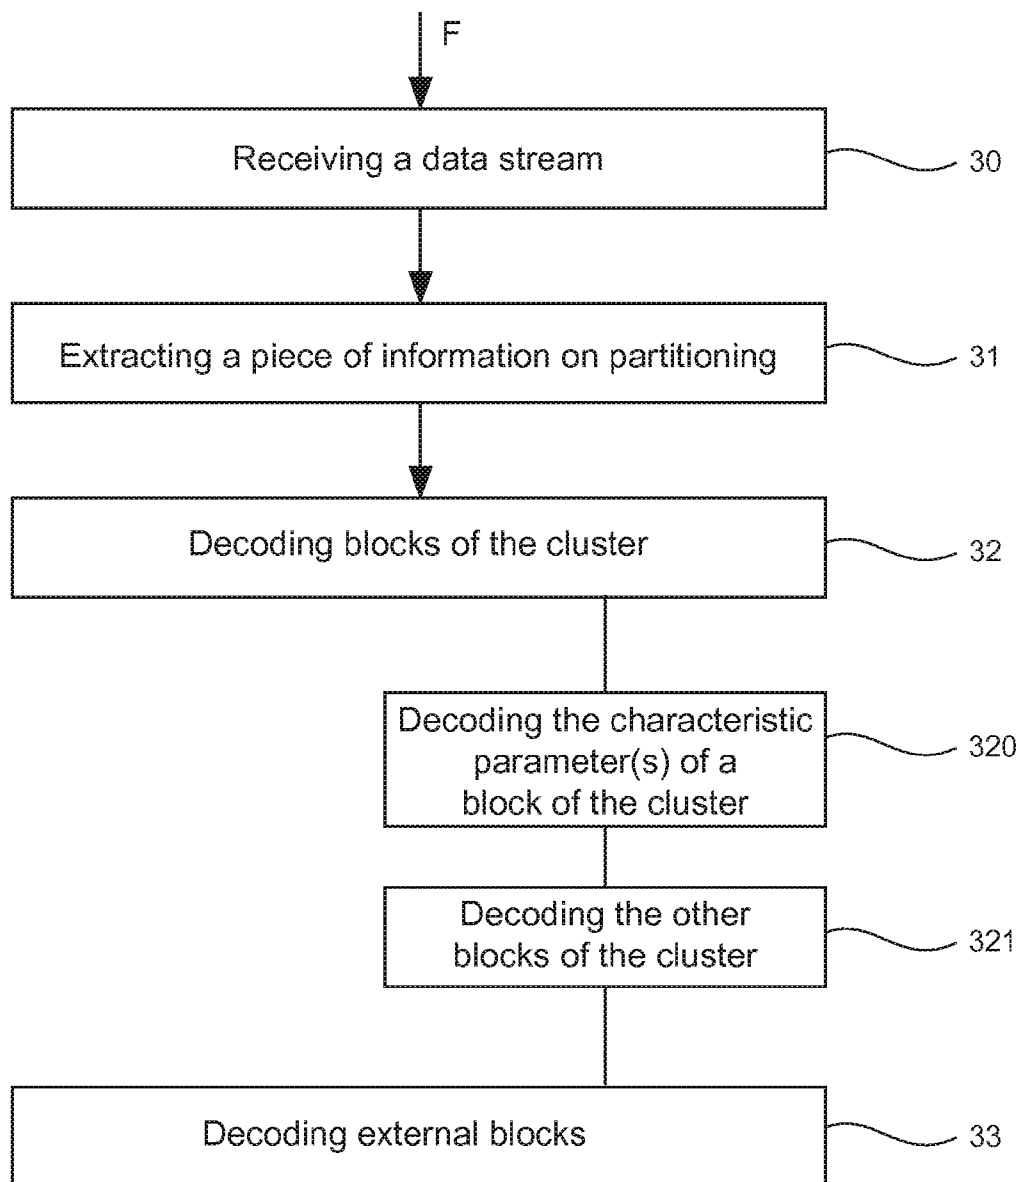 F
Receiving a data stream
30
Extracting a piece of information on partitioning
31
Decoding blocks of the cluster
32
Decoding the characteristic
parameter(s) of a
block of the cluster
320
Decoding the other
blocks of the cluster
321
Decoding external blocks
33